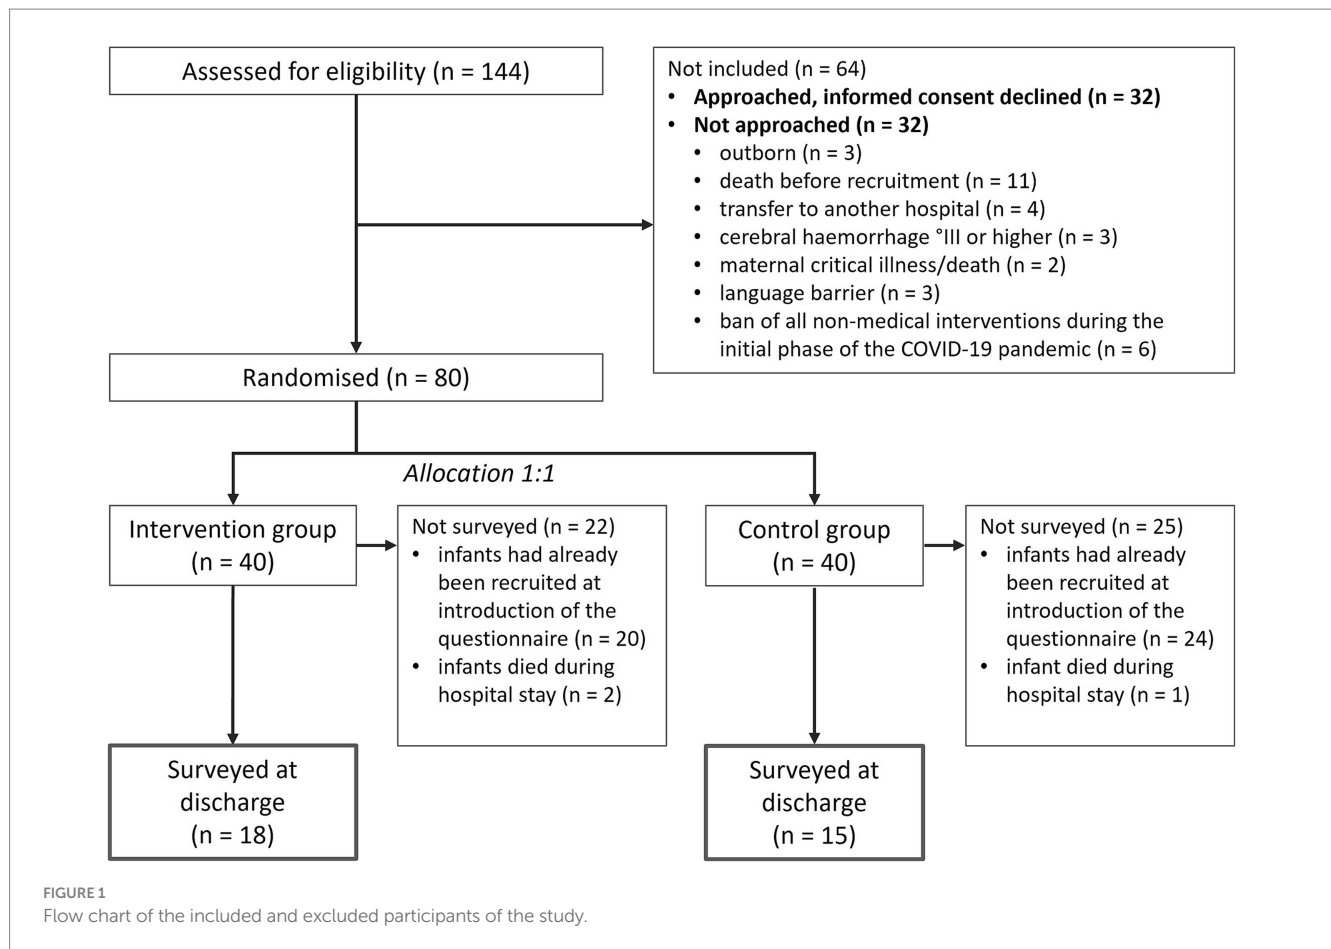 Assessed for eligibility (n = 144)
Not included (n = 64)
• Approached, informed consent declined (n = 32)
• Not approached (n = 32)
• outborn (n = 3)
• death before recruitment (n = 11)
• transfer to another hospital (n = 4)
• cerebral haemorrhage °III or higher (n = 3)
• maternal critical illness/death (n = 2)
• language barrier (n = 3)
• ban of all non-medical interventions during the
initial phase of the COVID-19 pandemic (n = 6)
Randomised (n = 80)
Allocation 1:1
Intervention group
(n = 40)
Not surveyed (n = 22)
• infants had already
been recruited at
introduction of the
questionnaire (n = 20)
• infants died during
hospital stay (n = 2)
Control group
(n = 40)
Not surveyed (n = 25)
• infants had already
been recruited at
introduction of the
questionnaire (n = 24)
• infant died during
hospital stay (n = 1)
Surveyed at
discharge
(n = 18)
Surveyed at
discharge
(n = 15)
FIGURE 1
Flow chart of the included and excluded participants of the study.